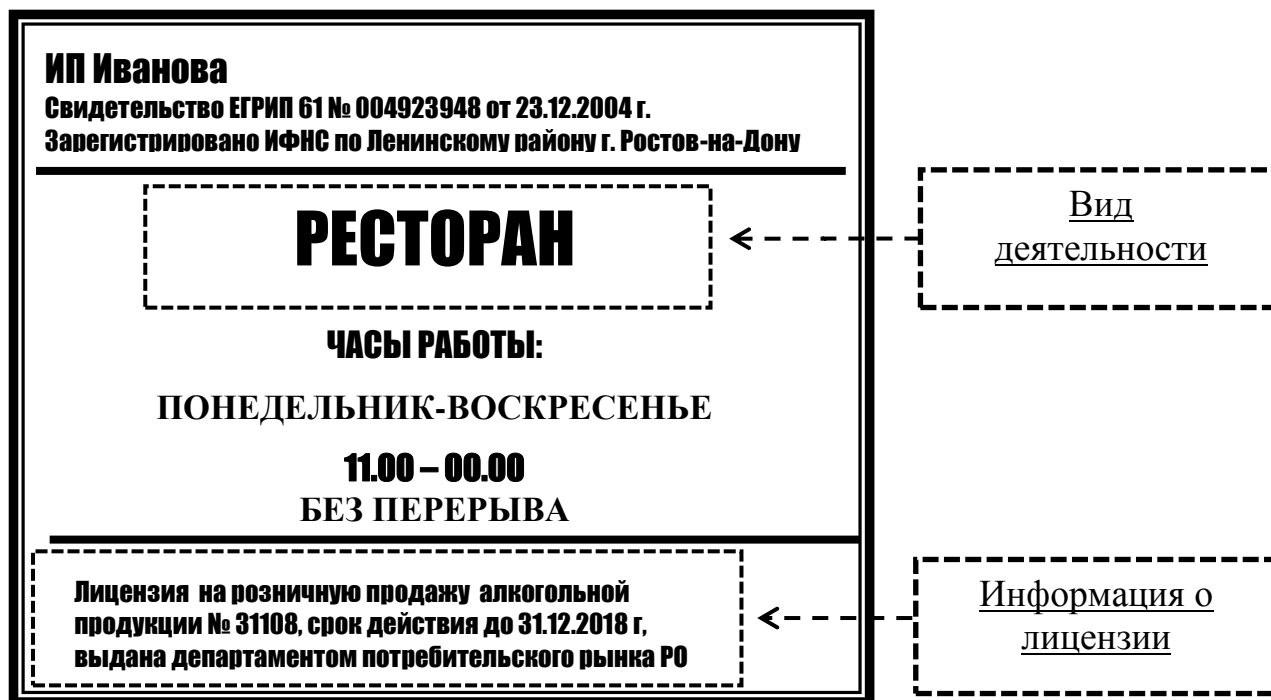 ИП Иванова
Свидетельство ЕГРИП 61 № 004923948 от 23.12.2004 г.
Зарегистрировано ИФНС по Ленинскому району г. Ростов-на-Дону
РЕСТОРАН
Вид
деятельности
ЧАСЫ РАБОТЫ:
ПОНЕДЕЛЬНИК-ВОСКРЕСЕНЬЕ
11.00 – 00.00
БЕЗ ПЕРЕРЫВА
Лицензия на розничную продажу алкогольной
продукции № 31108, срок действия до 31.12.2018 г,
выдана департаментом потребительского рынка РО
Информация о
лицензии